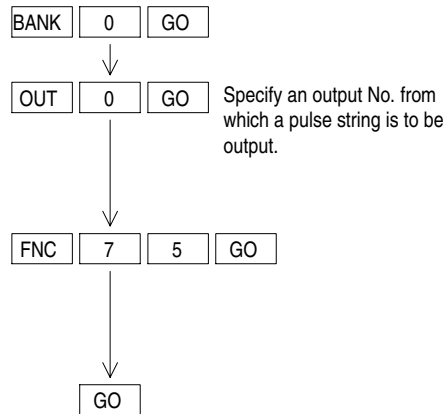 BANK 0 GO
OUT 0 GO
Specify an output No. from
which a pulse string is to be
output.
FNC 7 5 GO
GO